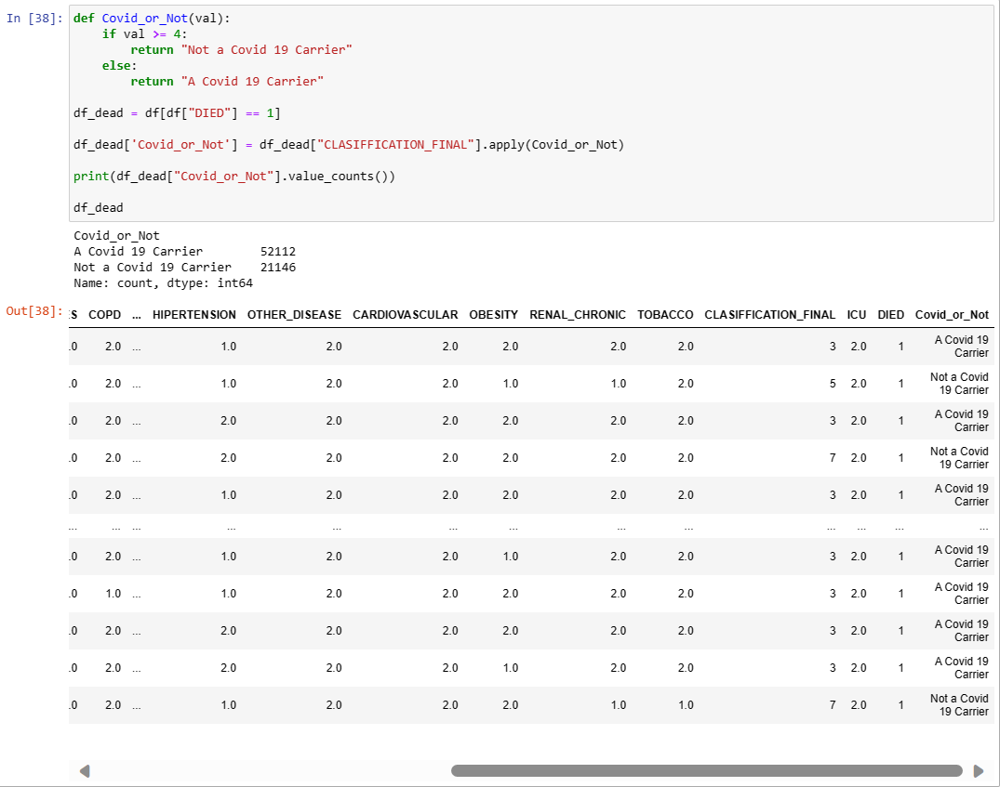 In [38]: def Covid_or_Not(val):
    if val >= 4:
        return "Not a Covid 19 Carrier"
    else:
        return "A Covid 19 Carrier"
df_dead = df[df["DIED"] == 1]
df_dead['Covid_or_Not'] = df_dead["CLASIFFICATION_FINAL"].apply(Covid_or_Not)
print(df_dead["Covid_or_Not"].value_counts())
df_dead
Covid_or_Not
A Covid 19 Carrier        52112
Not a Covid 19 Carrier    21146
Name: count, dtype: int64
Out[38]: S COPD ... HIPERTENSION OTHER_DISEASE CARDIOVASCULAR OBESITY RENAL_CHRONIC TOBACCO CLASIFFICATION_FINAL ICU DIED Covid_or_Not
.0 2.0 ... 1.0 2.0 2.0 2.0 2.0 2.0 3 2.0 1 A Covid 19
Carrier
.0 2.0 ... 1.0 2.0 2.0 1.0 1.0 2.0 5 2.0 1 Not a Covid
19 Carrier
.0 2.0 ... 2.0 2.0 2.0 2.0 2.0 2.0 3 2.0 1 A Covid 19
Carrier
.0 2.0 ... 2.0 2.0 2.0 2.0 2.0 2.0 7 2.0 1 Not a Covid
19 Carrier
.0 2.0 ... 1.0 2.0 2.0 2.0 2.0 2.0 3 2.0 1 A Covid 19
Carrier
... ... ... ... ... ... ... ... ... ... ... ... ...
.0 2.0 ... 1.0 2.0 2.0 1.0 2.0 2.0 3 2.0 1 A Covid 19
Carrier
.0 1.0 ... 1.0 2.0 2.0 2.0 2.0 2.0 3 2.0 1 A Covid 19
Carrier
.0 2.0 ... 2.0 2.0 2.0 2.0 2.0 2.0 3 2.0 1 A Covid 19
Carrier
.0 2.0 ... 2.0 2.0 2.0 1.0 2.0 2.0 3 2.0 1 A Covid 19
Carrier
.0 2.0 ... 1.0 2.0 2.0 2.0 1.0 1.0 7 2.0 1 Not a Covid
19 Carrier